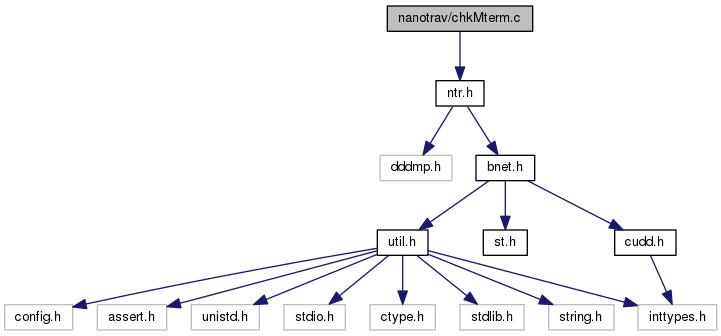 nanotrav/chkMterm.c
ntr.h
dddmp.h
bnet.h
util.h
st.h
cudd.h
config.h
assert.h
unistd.h
stdio.h
ctype.h
stdlib.h
string.h
inttypes.h